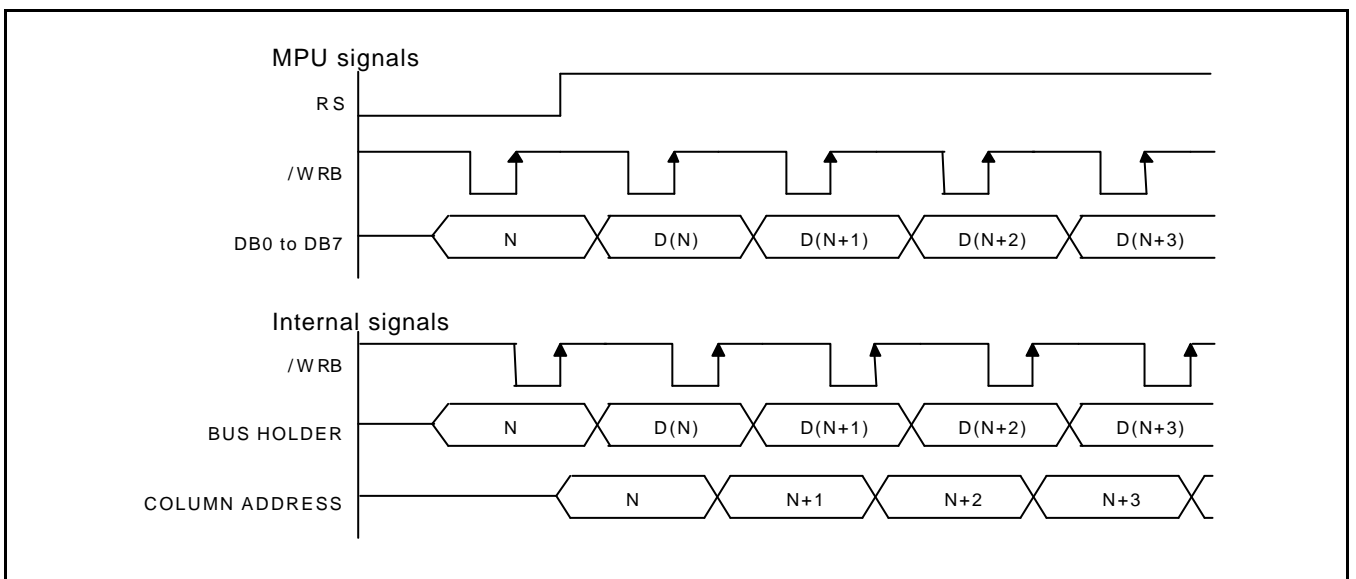 MPU signals
RS
/WRB
DB0 to DB7 N D(N) D(N+1) D(N+2) D(N+3)
Internal signals
/WRB
BUS HOLDER N D(N) D(N+1) D(N+2) D(N+3)
COLUMN ADDRESS N N+1 N+2 N+3